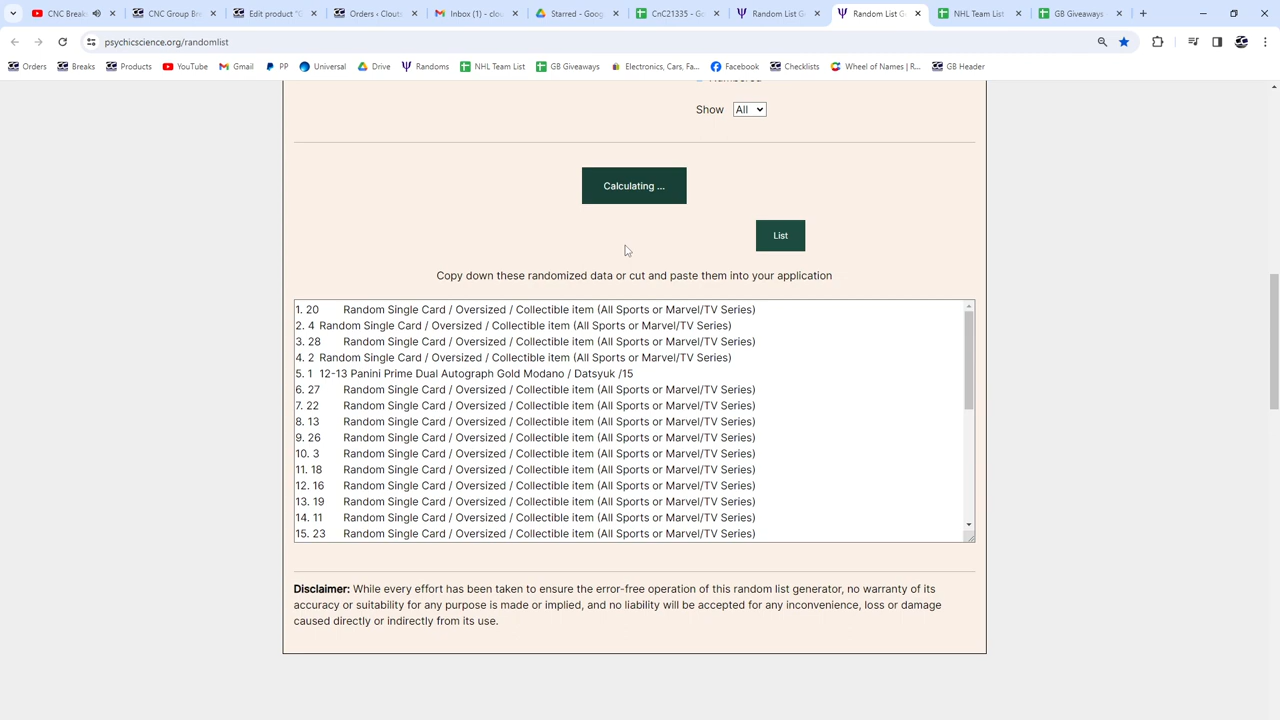 CNC Break
CNC Group Bre
Edit product "G
Orders ‹ Clouts
Inbox (1) - clou
Starred - Goog
CnC21335 - G
Random List G
Random List G
NHL Team List
GB Giveaways
psychicscience.org/randomlist
Orders
Breaks
Products
YouTube
Gmail
PP
Universal
Drive
Randoms
NHL Team List
GB Giveaways
Electronics, Cars, Fa...
Facebook
Checklists
Wheel of Names | R...
GB Header
Numbered
Show All
Calculating ...
List
Copy down these randomized data or cut and paste them into your application
1. 20 Random Single Card / Oversized / Collectible item (All Sports or Marvel/TV Series)
2. 4 Random Single Card / Oversized / Collectible item (All Sports or Marvel/TV Series)
3. 28 Random Single Card / Oversized / Collectible item (All Sports or Marvel/TV Series)
4. 2 Random Single Card / Oversized / Collectible item (All Sports or Marvel/TV Series)
5. 1 12-13 Panini Prime Dual Autograph Gold Modano / Datsyuk /15
6. 27 Random Single Card / Oversized / Collectible item (All Sports or Marvel/TV Series)
7. 22 Random Single Card / Oversized / Collectible item (All Sports or Marvel/TV Series)
8. 13 Random Single Card / Oversized / Collectible item (All Sports or Marvel/TV Series)
9. 26 Random Single Card / Oversized / Collectible item (All Sports or Marvel/TV Series)
10. 3 Random Single Card / Oversized / Collectible item (All Sports or Marvel/TV Series)
11. 18 Random Single Card / Oversized / Collectible item (All Sports or Marvel/TV Series)
12. 16 Random Single Card / Oversized / Collectible item (All Sports or Marvel/TV Series)
13. 19 Random Single Card / Oversized / Collectible item (All Sports or Marvel/TV Series)
14. 11 Random Single Card / Oversized / Collectible item (All Sports or Marvel/TV Series)
15. 23 Random Single Card / Oversized / Collectible item (All Sports or Marvel/TV Series)
Disclaimer: While every effort has been taken to ensure the error-free operation of this random list generator, no warranty of its
accuracy or suitability for any purpose is made or implied, and no liability will be accepted for any inconvenience, loss or damage
caused directly or indirectly from its use.